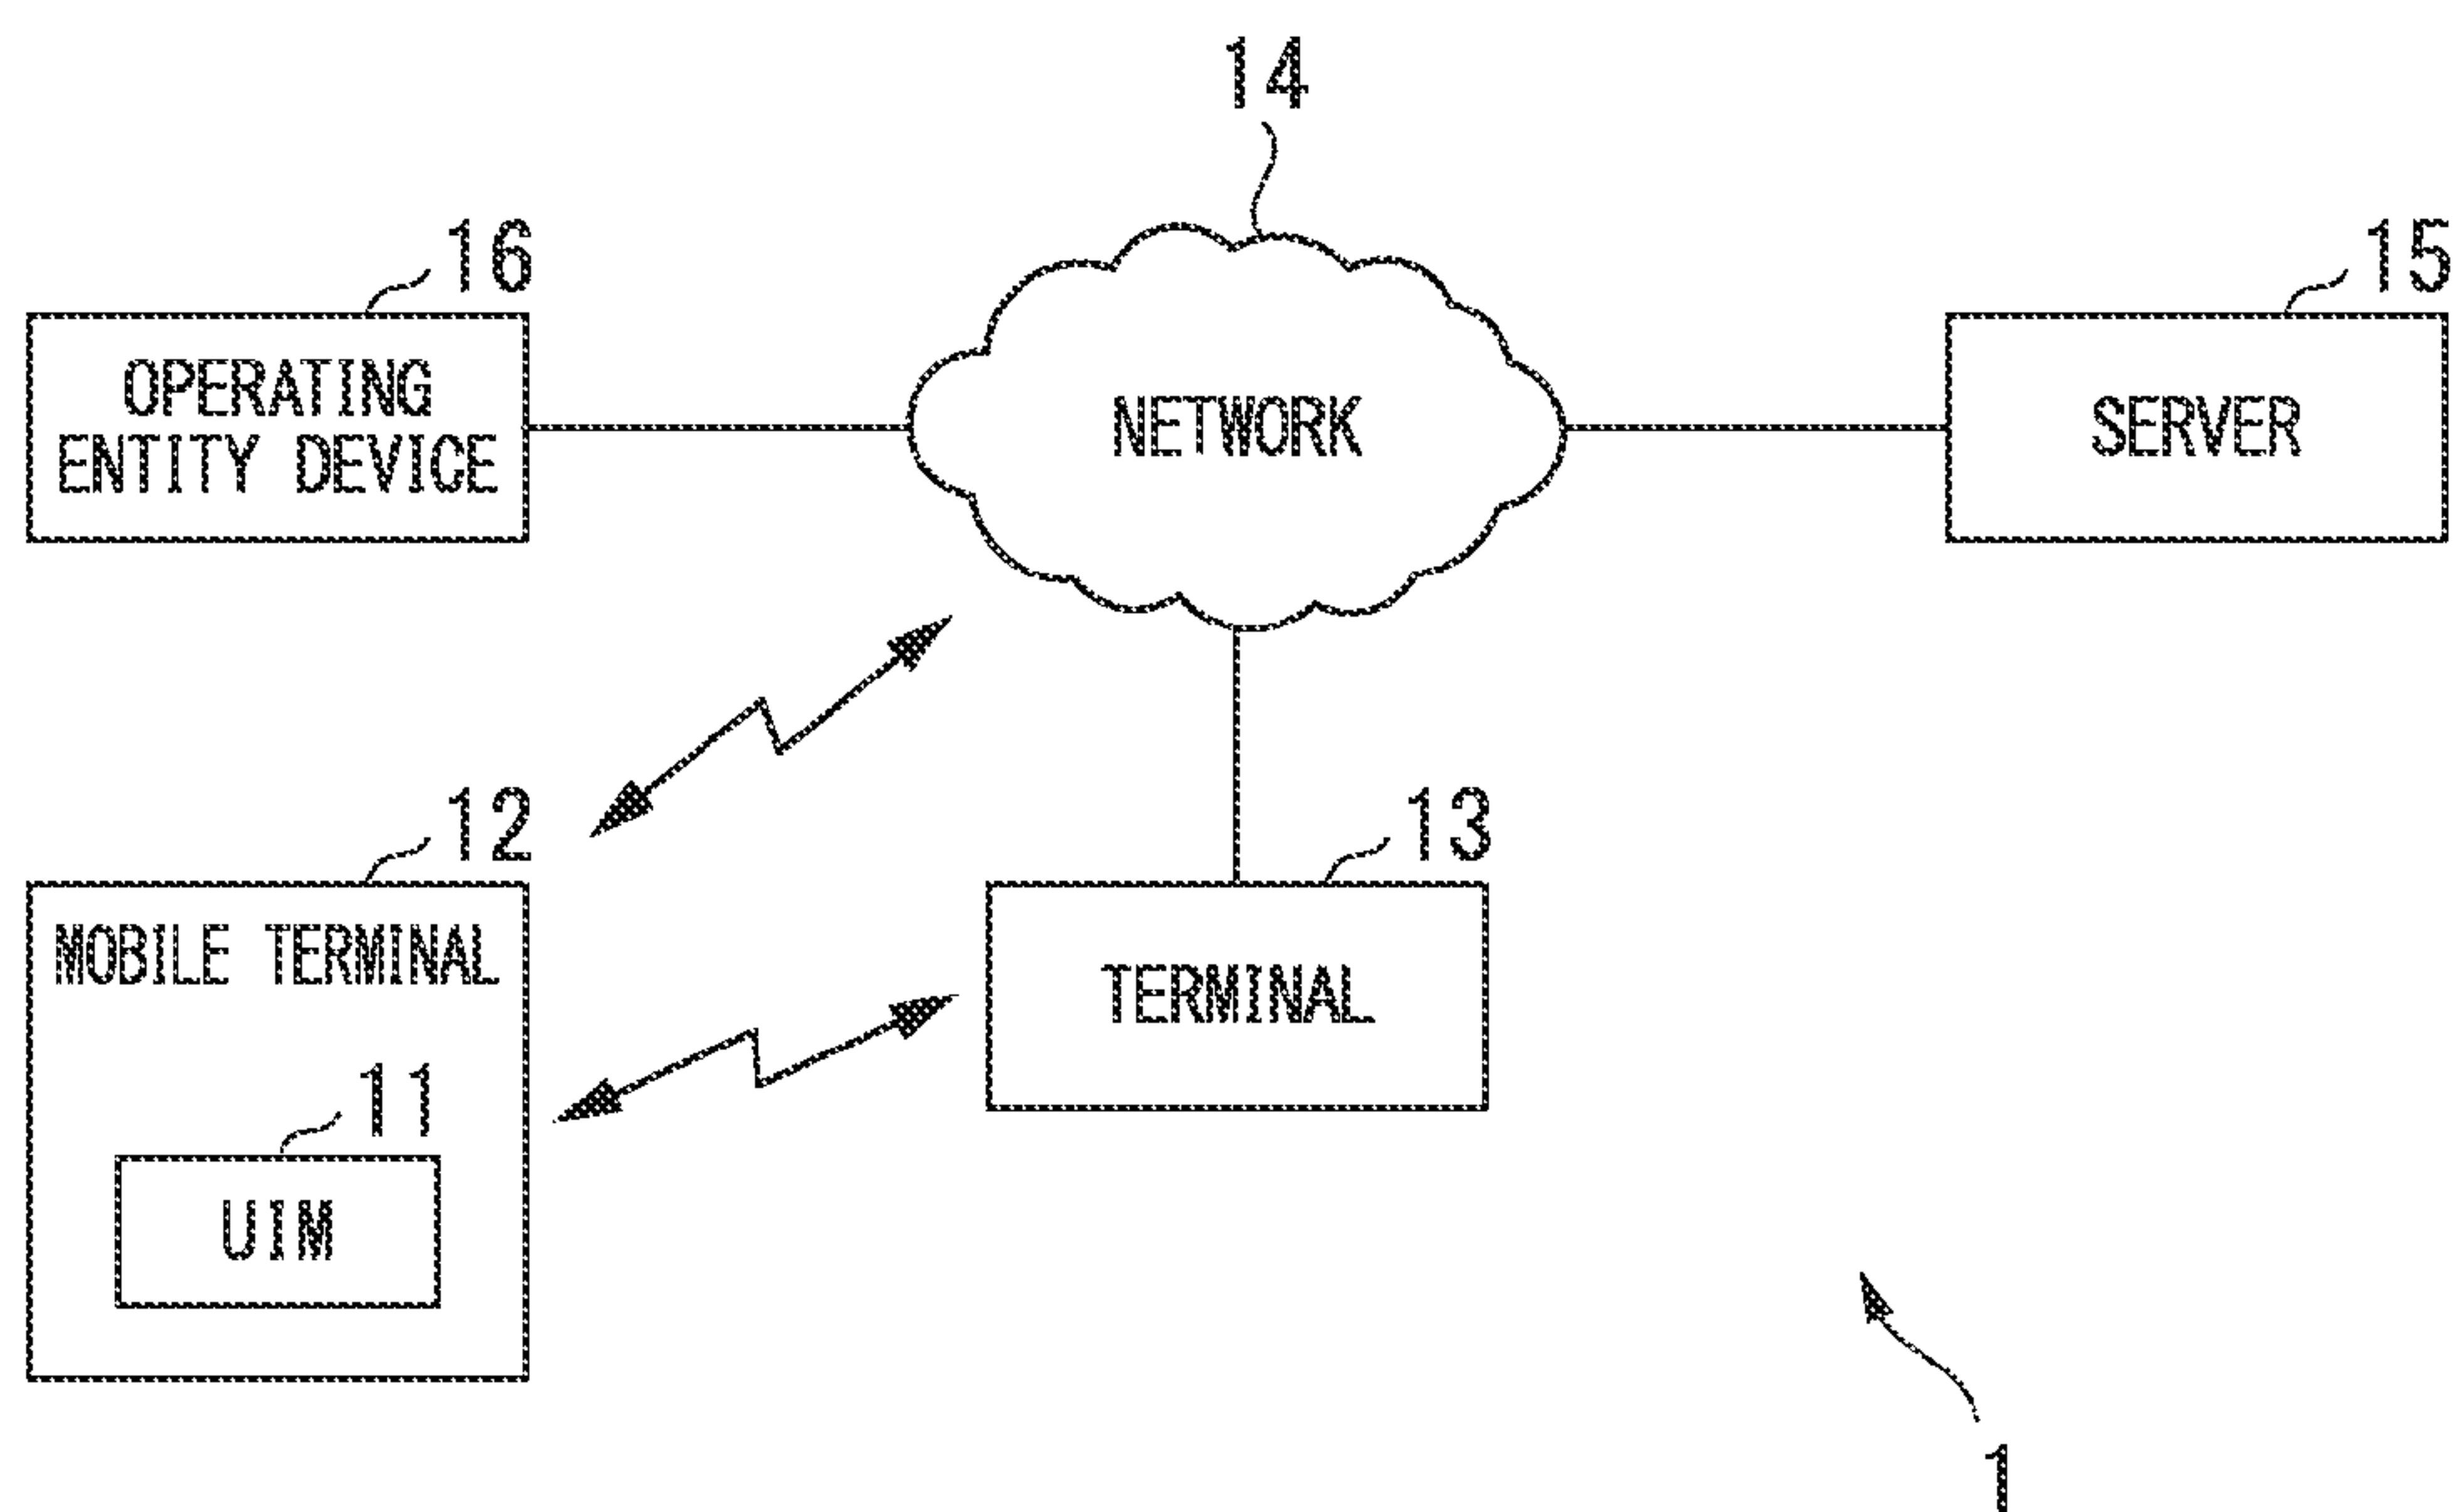 14
16
15
OPERATING
ENTITY DEVICE
NETWORK
SERVER
12
13
MOBILE TERMINAL
TERMINAL
11
UIM
1